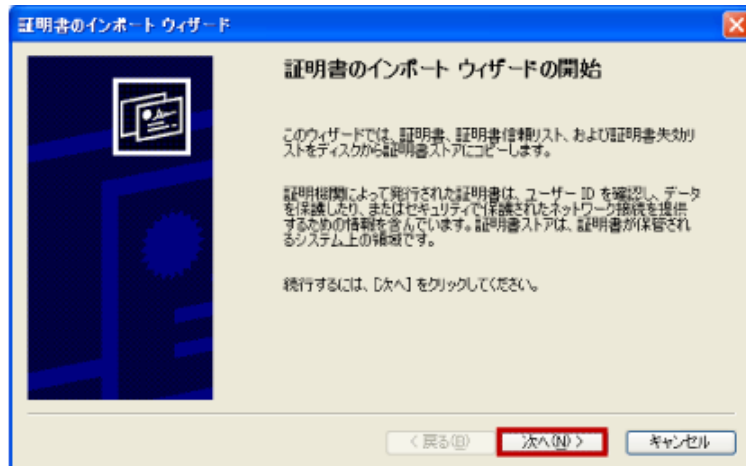 証明書のインポート ウィザード
証明書のインポート ウィザードの開始
このウィザードでは、証明書、証明書信頼リスト、および証明書失効リ
ストをディスクから証明書ストアにコピーします。
証明機関によって発行された証明書は、ユーザー ID を確認し、データ
を保護したり、またはセキュリティで保護されたネットワーク接続を提供
するための情報を含んでいます。証明書ストアは、証明書が保管され
るシステム上の領域です。
続行するには、[次へ] をクリックしてください。
< 戻る(B) 次へ(N) > キャンセル